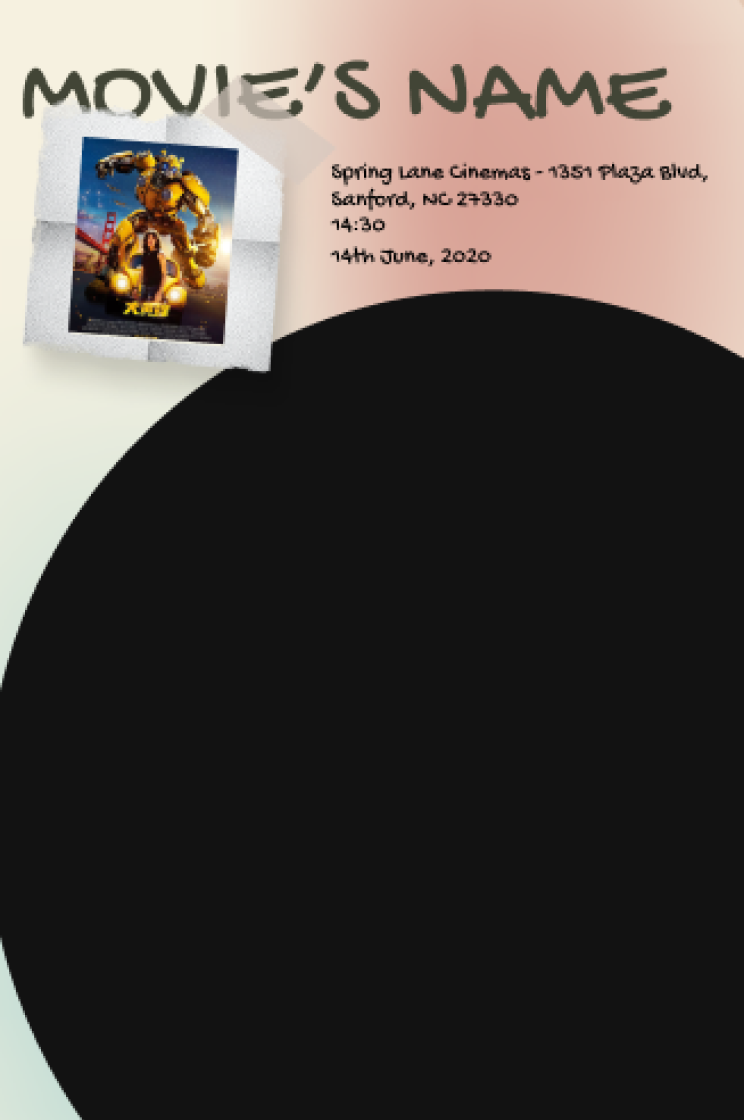 MOVIE'S NAME
Spring Lane Cinemas - 1351 Plaza Blvd,
Sanford, NC 27330
14:30
14th June, 2020